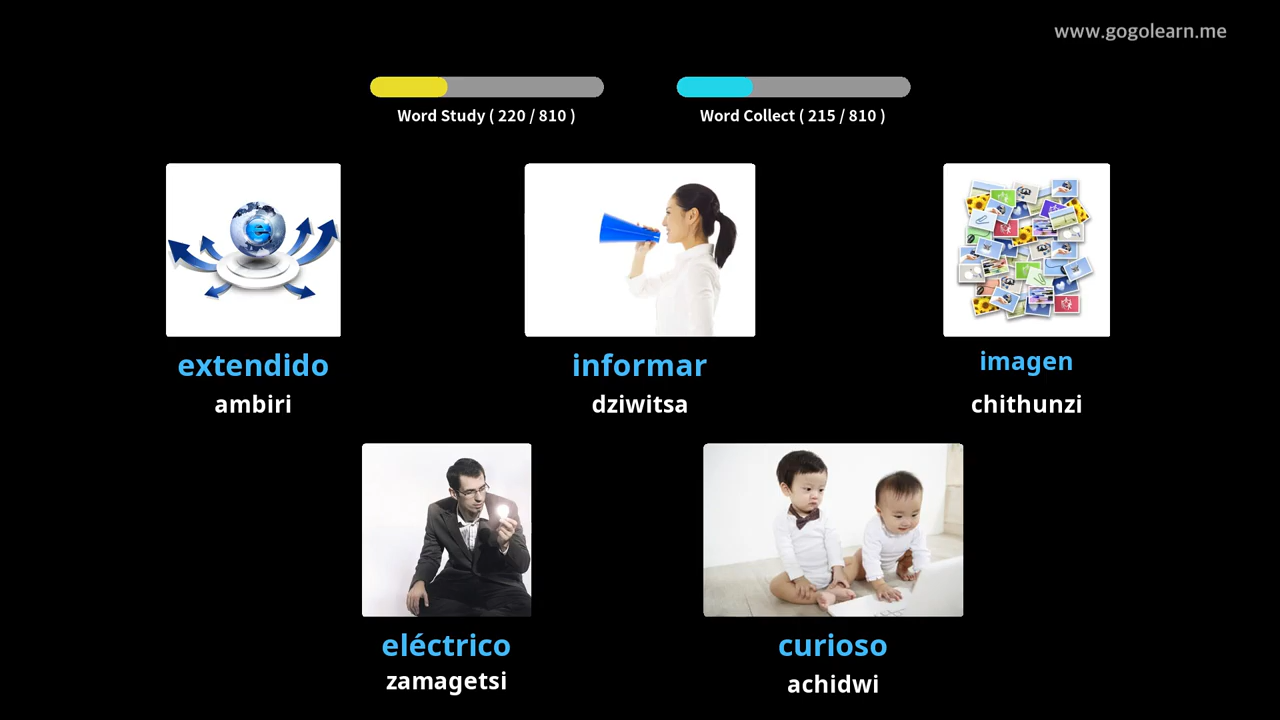 www.gogolearn.me
Word Study ( 220 / 810 )
Word Collect ( 215 / 810 )
e
extendido
informar
imagen
ambiri
dziwitsa
chithunzi
eléctrico
curioso
zamagetsi
achidwi